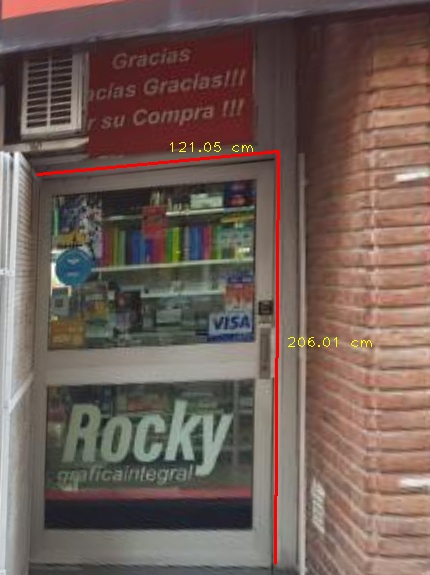 Gracias
acias Gracias!!!
r su Compra !!!
121.05 cm
206.01 cm
VISA
Rocky
graficaintegral